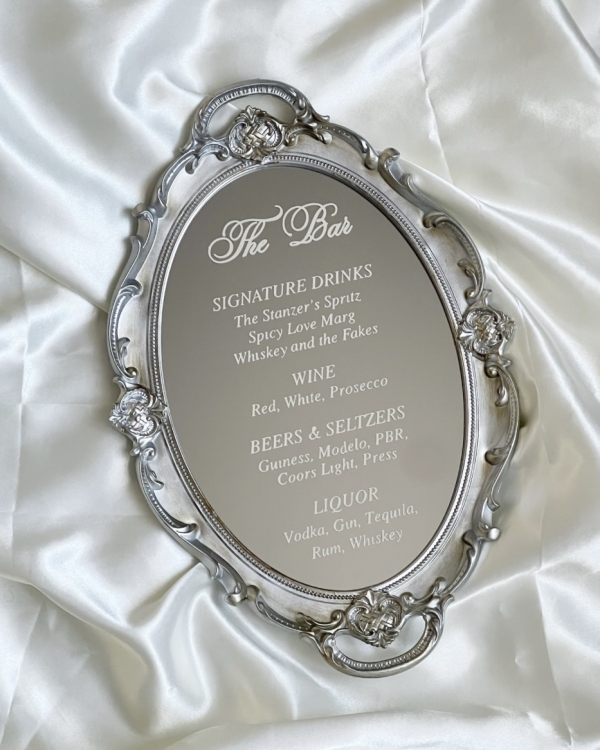 The Bar
SIGNATURE DRINKS
The Stanzer's Spritz
Spicy Love Marg
Whiskey and the Fakes
WINE
Red, White, Prosecco
BEERS & SELTZERS
Guiness, Modelo, PBR,
Coors Light, Press
LIQUOR
Vodka, Gin, Tequila,
Rum, Whiskey